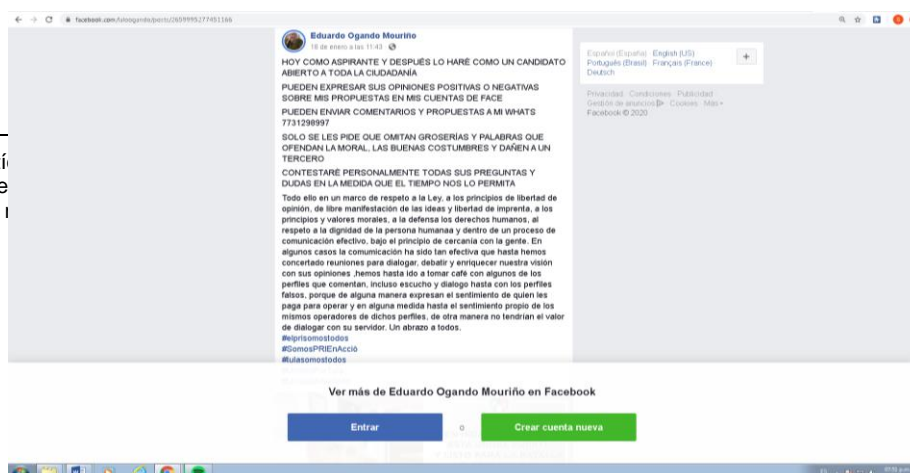 facebook.com/luloogando/posts/2659995277451166
Eduardo Ogando Mouriño
18 de enero a las 11:43
HOY COMO ASPIRANTE Y DESPUÉS LO HARÉ COMO UN CANDIDATO
ABIERTO A TODA LA CIUDADANÍA
PUEDEN EXPRESAR SUS OPINIONES POSITIVAS O NEGATIVAS
SOBRE MIS PROPUESTAS EN MIS CUENTAS DE FACE
PUEDEN ENVIAR COMENTARIOS Y PROPUESTAS A MI WHATS
7731298997
SOLO SE LES PIDE QUE OMITAN GROSERÍAS Y PALABRAS QUE
OFENDAN LA MORAL, LAS BUENAS COSTUMBRES Y DAÑEN A UN
TERCERO
CONTESTARÉ PERSONALMENTE TODAS SUS PREGUNTAS Y
DUDAS EN LA MEDIDA QUE EL TIEMPO NOS LO PERMITA
Todo ello en un marco de respeto a la Ley, a los principios de libertad de
opinión, de libre manifestación de las ideas y libertad de imprenta, a los
principios y valores morales, a la defensa los derechos humanos, al
respeto a la dignidad de la persona humanaa y dentro de un proceso de
comunicación efectivo, bajo el principio de cercanía con la gente. En
algunos casos la comumicación ha sido tan efectiva que hasta hemos
concertado reuniones para dialogar, debatir y enriquecer nuestra visión
con sus opiniones ,hemos hasta ido a tomar café con algunos de los
perfiles que comentan, incluso escucho y dialogo hasta con los perfiles
falsos, porque de alguna manera expresan el sentimiento de quien les
paga para operar y en alguna medida hasta el sentimiento propio de los
mismos operadores de dichos perfiles, de otra manera no tendrían el valor
de dialogar con su servidor. Un abrazo a todos.
#elprisomostodos
#SomosPRIEnAcció
#tulasomostodos
Español (España) · English (US) ·
Português (Brasil) · Français (France) ·
Deutsch
+
Privacidad · Condiciones · Publicidad ·
Gestión de anuncios · Cookies · Más
Facebook © 2020
Ver más de Eduardo Ogando Mouriño en Facebook
Entrar
o
Crear cuenta nueva